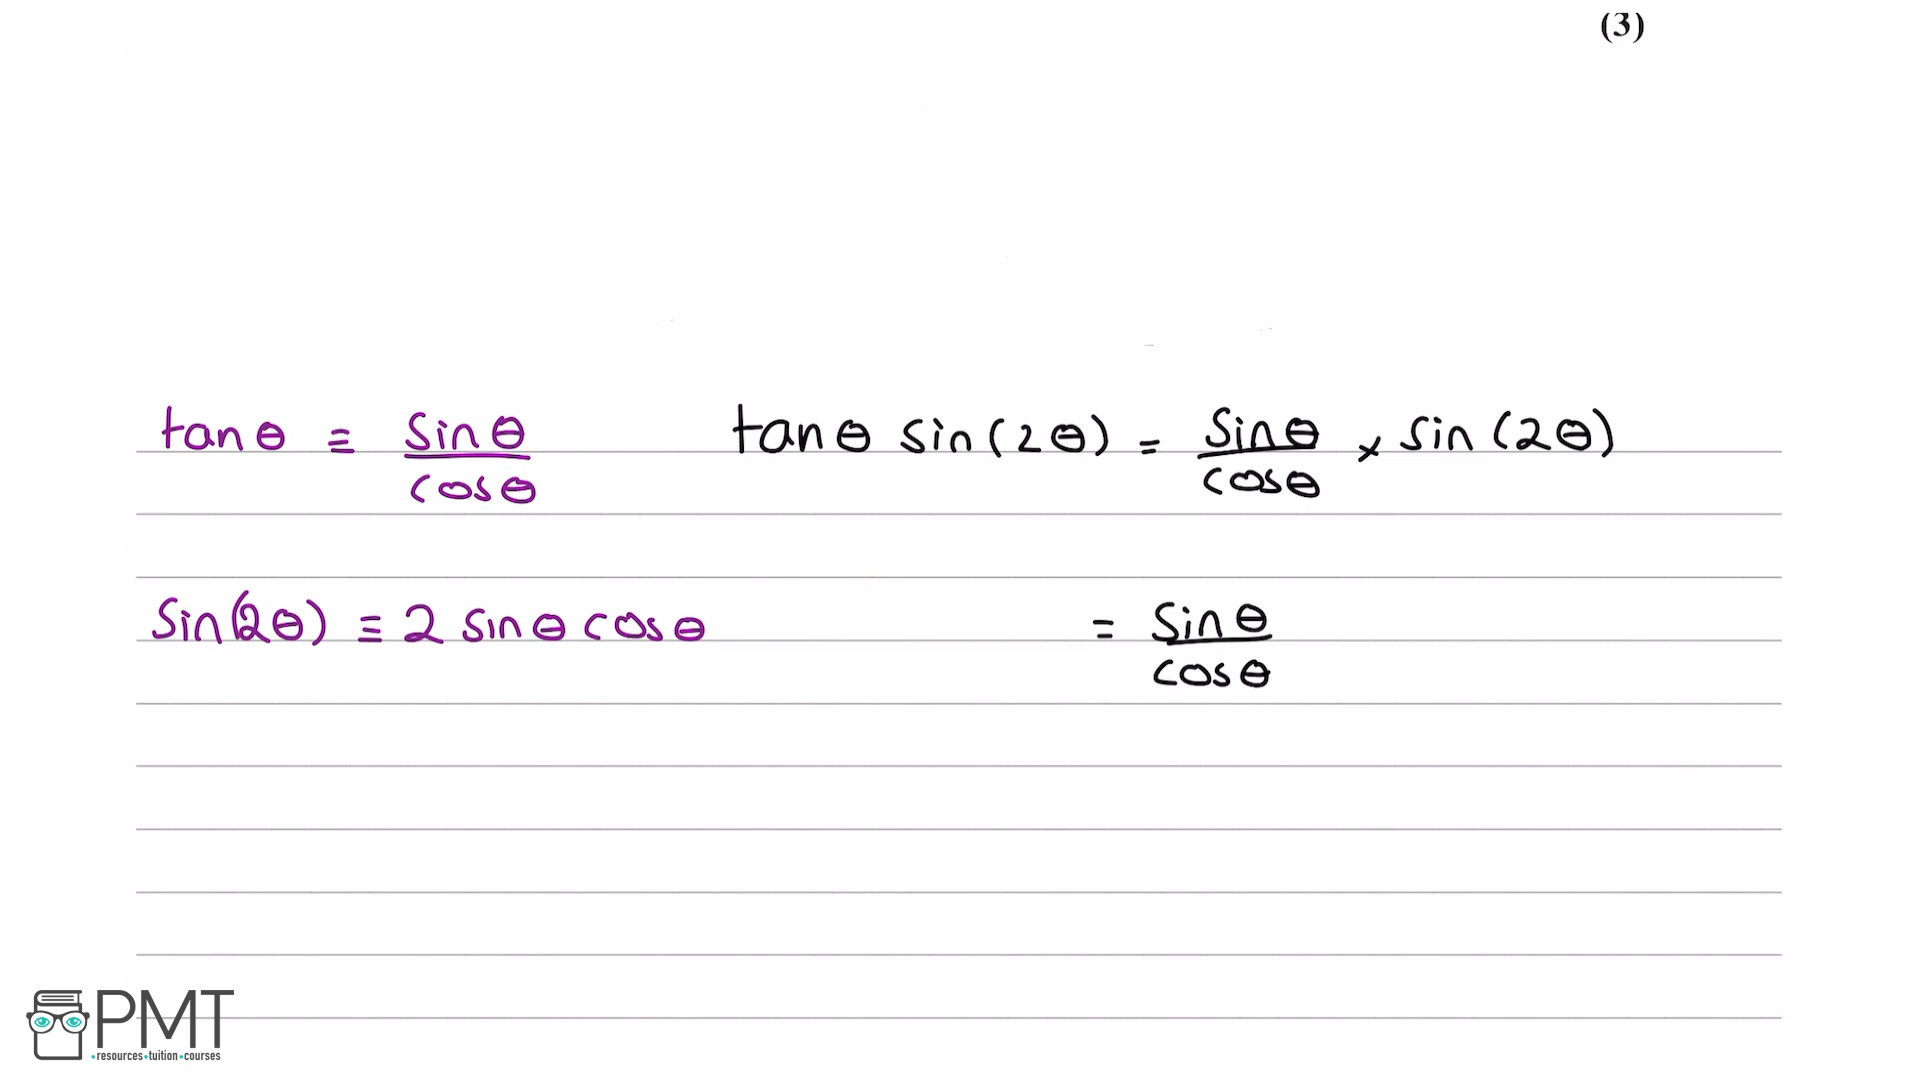 (3)
tanθ ≡ sinθ/cosθ
tanθ sin(2θ) = sinθ/cosθ × sin(2θ)
sin(2θ) ≡ 2 sinθ cosθ
= sinθ/cosθ
PMT
•resources•tuition•courses